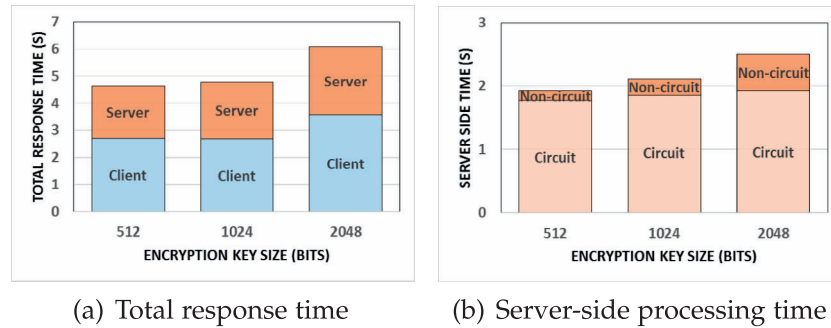 7
6
5
4
3
2
1
0
TOTAL RESPONSE TIME (S)
Server
Client
Server
Client
Server
Client
512 1024 2048
ENCRYPTION KEY SIZE (BITS)
(a) Total response time
3
2
1
0
SERVER SIDE TIME (S)
Non-circuit
Circuit
Non-circuit
Circuit
Non-circuit
Circuit
512 1024 2048
ENCRYPTION KEY SIZE (BITS)
(b) Server-side processing time